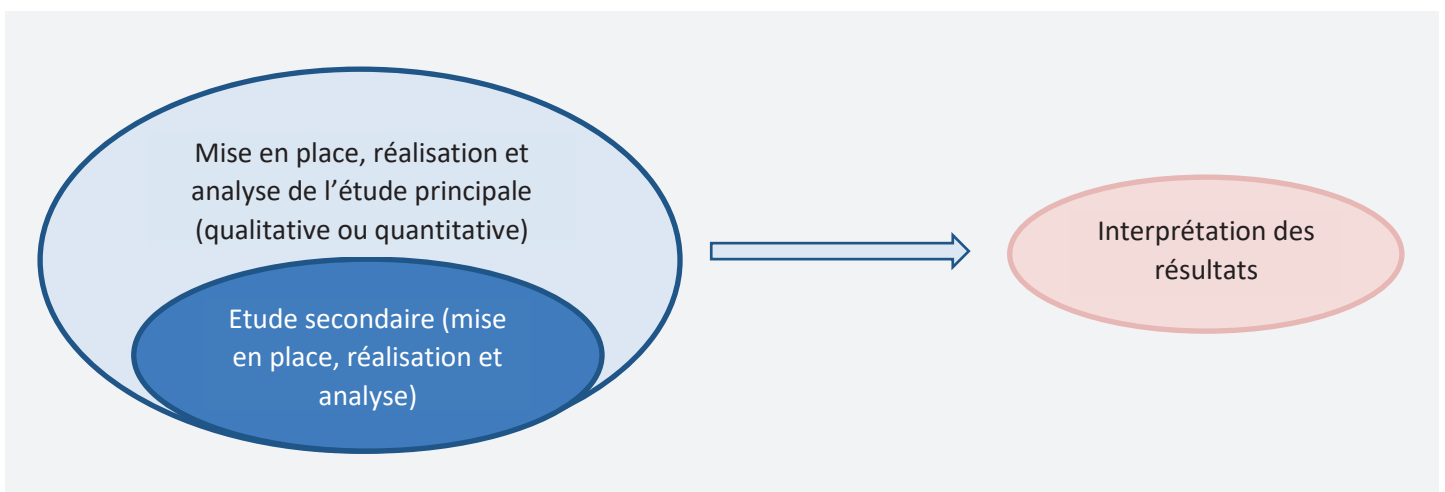 Mise en place, réalisation et
analyse de l’étude principale
(qualitative ou quantitative)
Etude secondaire (mise
en place, réalisation et
analyse)
Interprétation des
résultats